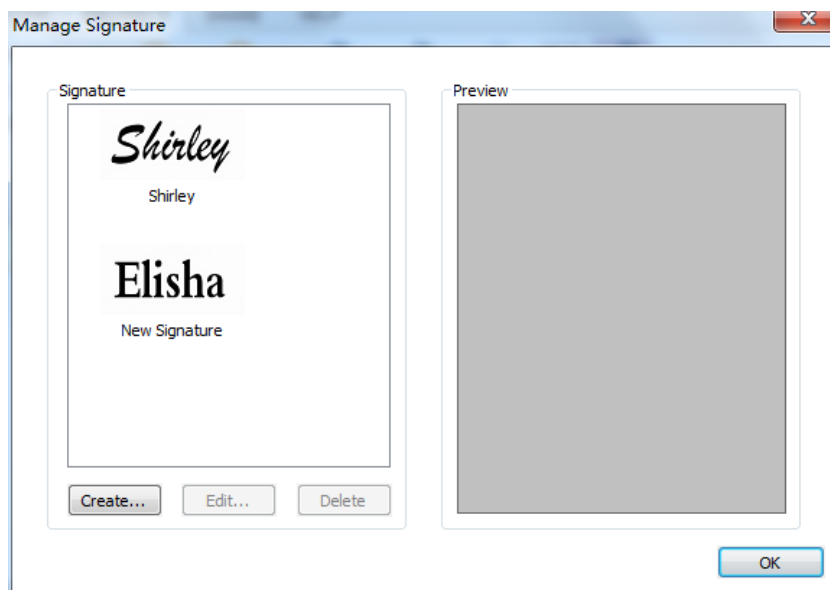 Manage Signature
Signature
Shirley
Shirley
Elisha
New Signature
Create...
Edit...
Delete
Preview
OK